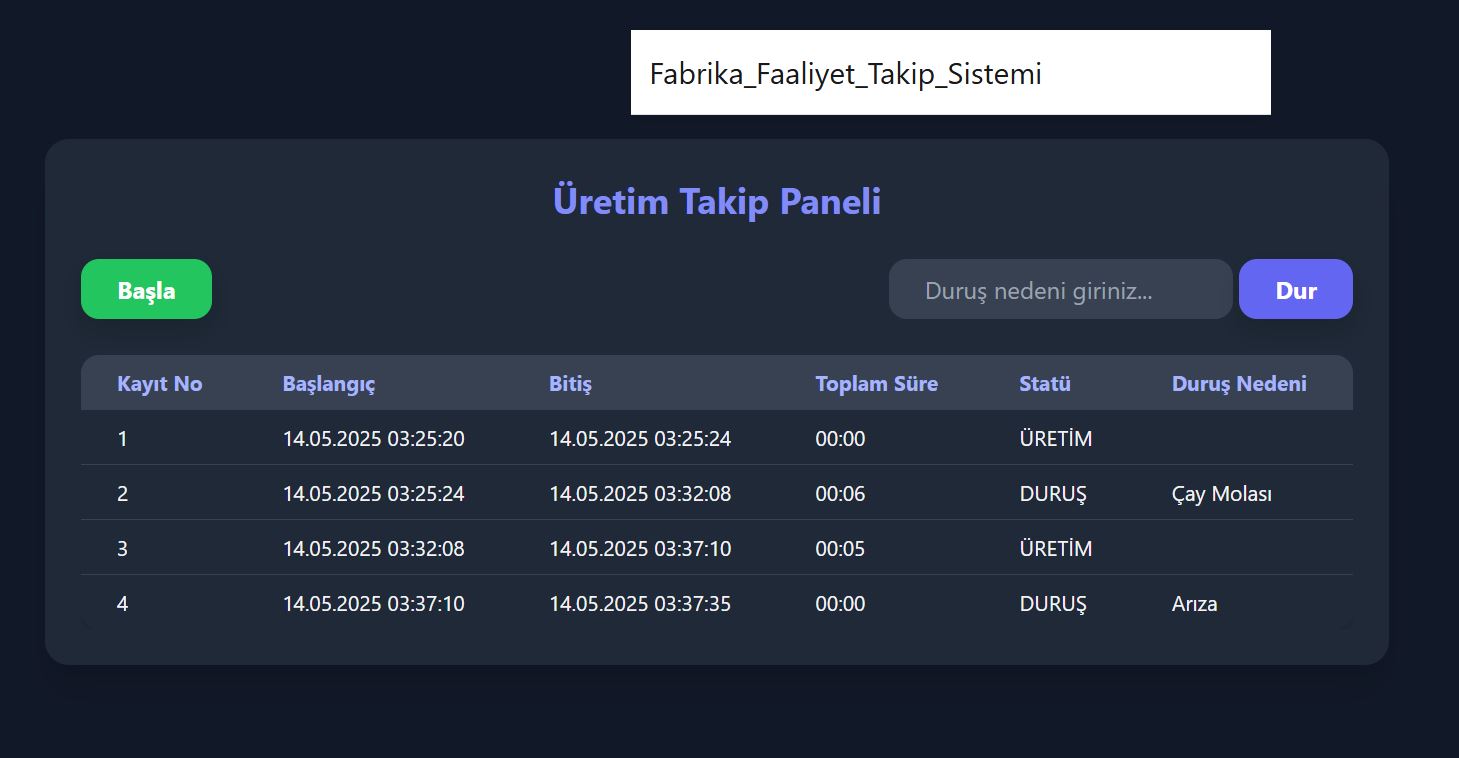 Fabrika_Faaliyet_Takip_Sistemi
Üretim Takip Paneli
Başla Duruş nedeni giriniz... Dur
Kayıt No Başlangıç Bitiş Toplam Süre Statü Duruş Nedeni
1 14.05.2025 03:25:20 14.05.2025 03:25:24 00:00 ÜRETİM
2 14.05.2025 03:25:24 14.05.2025 03:32:08 00:06 DURUŞ Çay Molası
3 14.05.2025 03:32:08 14.05.2025 03:37:10 00:05 ÜRETİM
4 14.05.2025 03:37:10 14.05.2025 03:37:35 00:00 DURUŞ Arıza